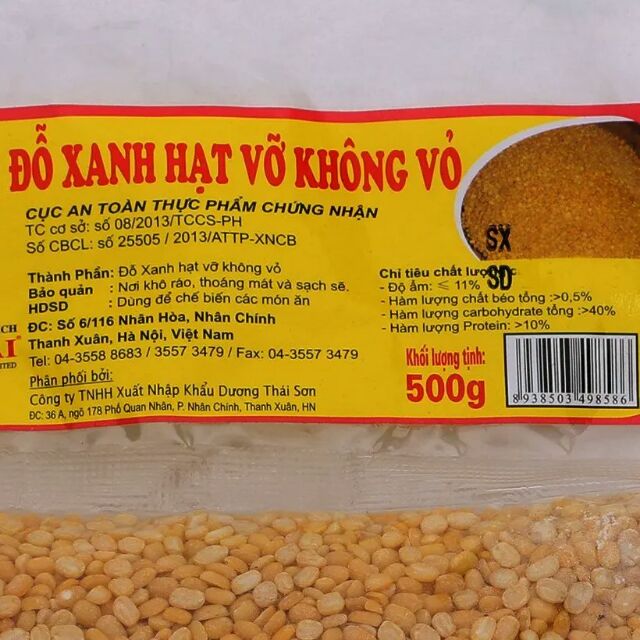 ĐỖ XANH HẠT VỠ KHÔNG VỎ
CỤC AN TOÀN THỰC PHẨM CHỨNG NHẬN
TC cơ sở: số 08/2013/TCCS-PH
Số CBCL: số 25505 / 2013/ATTP-XNCB
SX
SD
Thành Phần: Đỗ Xanh hạt vỡ không vỏ
Bảo quản : Nơi khô ráo, thoáng mát và sạch sẽ.
HDSD : Dùng để chế biến các món ăn
ĐC: Số 6/116 Nhân Hòa, Nhân Chính
Thanh Xuân, Hà Nội, Việt Nam
Tel: 04-3558 8683 / 3557 3479 / Fax: 04-3557 3479
Phân phối bởi:
Công ty TNHH Xuất Nhập Khẩu Dương Thái Sơn
ĐC: 36 A, ngõ 178 Phố Quan Nhân, P. Nhân Chính, Thanh Xuân, HN
Chỉ tiêu chất
- Độ ẩm: ≤ 11%
- Hàm lượng chất béo tổng :>0,5%
- Hàm lượng carbohydrate tổng :>40%
- Hàm lượng Protein: >10%
Khối lượng tịnh:
500g
8938503498586